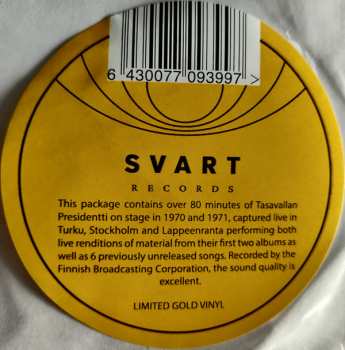 6 430077 093997 >
SVART
RECORDS
This package contains over 80 minutes of Tasavallan
Presidentti on stage in 1970 and 1971, captured live in
Turku, Stockholm and Lappeenranta performing both
live renditions of material from their first two albums as
well as 6 previously unreleased songs. Recorded by the
Finnish Broadcasting Corporation, the sound quality is
excellent.
LIMITED GOLD VINYL